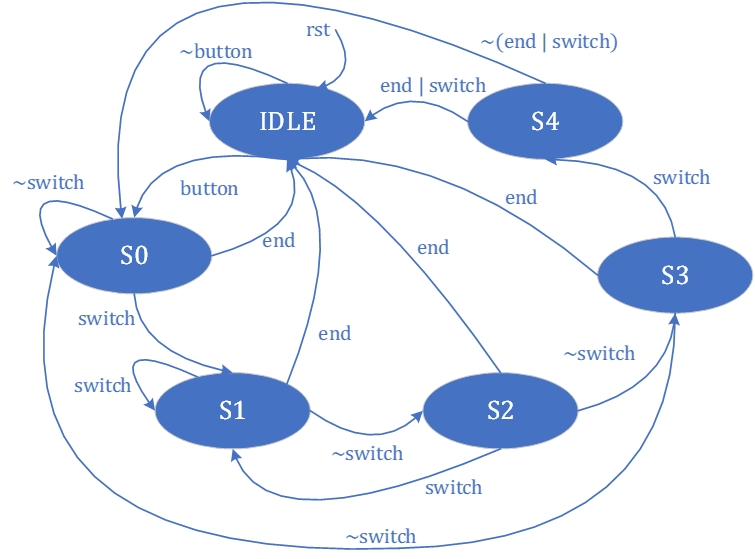 rst
~(end | switch)
~button
end | switch
IDLE
S4
~switch
button
switch
end
end
S0
end
S3
switch
end
~switch
switch
S1
S2
~switch
switch
~switch